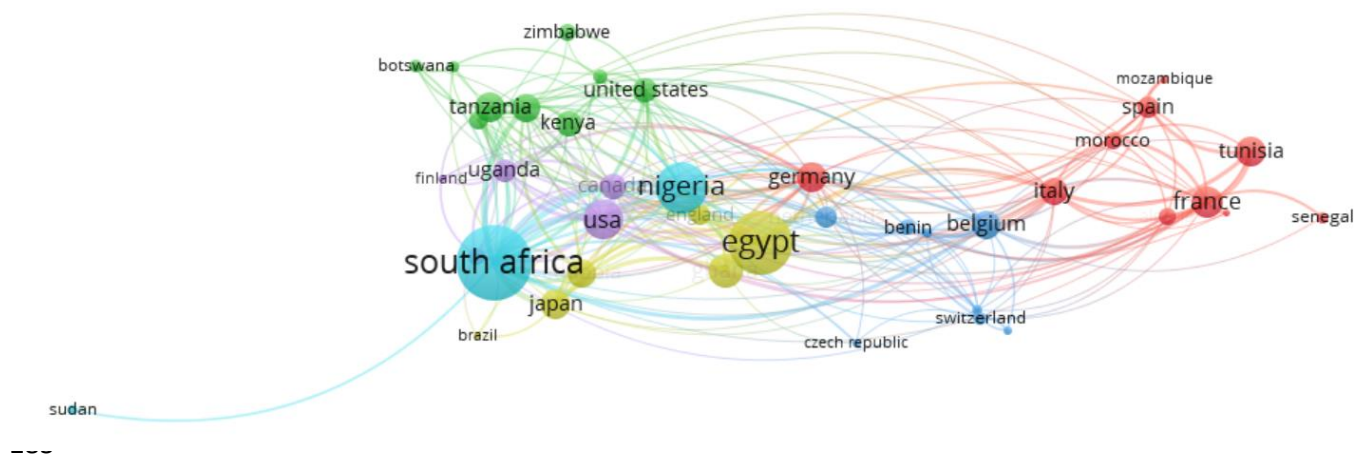 zimbabwe
botswana
mozambique
united states
tanzania
spain
kenya
morocco
tunisia
uganda
finland
germany
canada
nigeria
italy
france
england
usa
senegal
benin
belgium
egypt
south africa
japan
switzerland
brazil
czech republic
sudan